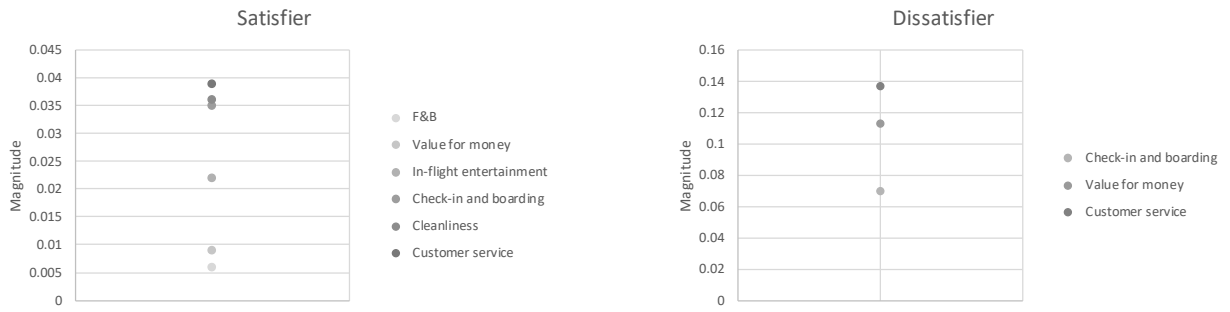 Satisfier
Magnitude
0.045
0.04
0.035
0.03
0.025
0.02
0.015
0.01
0.005
0
F&B
Value for money
In-flight entertainment
Check-in and boarding
Cleanliness
Customer service
Dissatisfier
Magnitude
0.16
0.14
0.12
0.1
0.08
0.06
0.04
0.02
0
Check-in and boarding
Value for money
Customer service